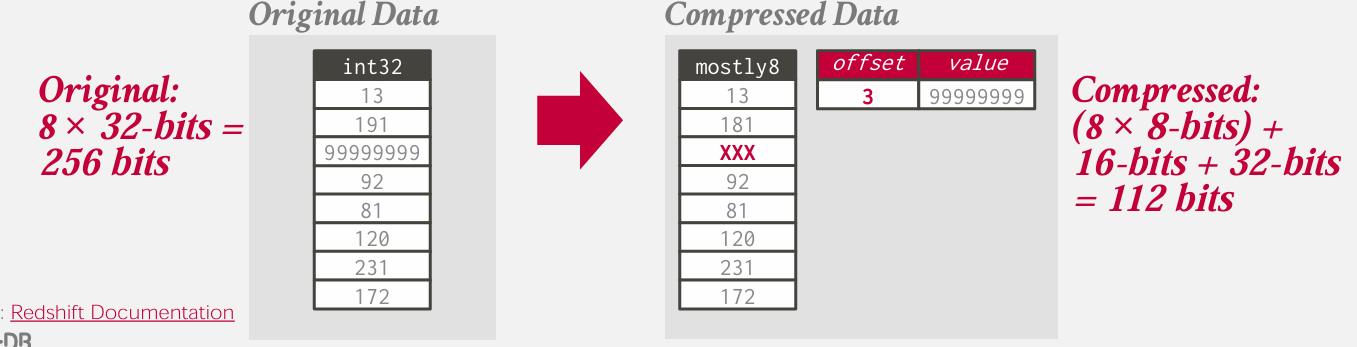 Original Data
Compressed Data
Original:
8 × 32-bits =
256 bits
int32
13
191
99999999
92
81
120
231
172
mostly8
13
181
XXX
92
81
120
231
172
offset value
3 99999999
Compressed:
(8 × 8-bits) +
16-bits + 32-bits
= 112 bits
: Redshift Documentation
DB